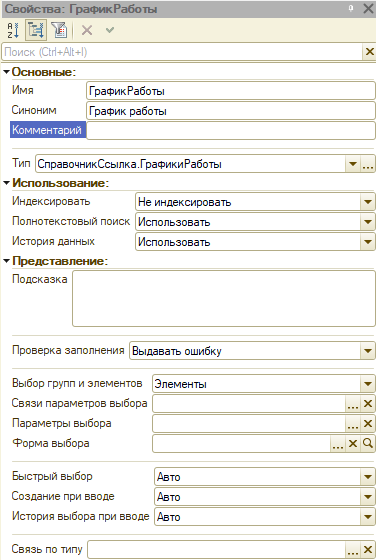 Свойства: ГрафикРаботы
Поиск (Ctrl+Alt+I)
Основные:
Имя ГрафикРаботы
Синоним График работы
Комментарий
Тип СправочникСсылка.ГрафикиРаботы
Использование:
Индексировать Не индексировать
Полнотекстовый поиск Использовать
История данных Использовать
Представление:
Подсказка
Проверка заполнения Выдавать ошибку
Выбор групп и элементов Элементы
Связи параметров выбора
Параметры выбора
Форма выбора
Быстрый выбор Авто
Создание при вводе Авто
История выбора при вводе Авто
Связь по типу